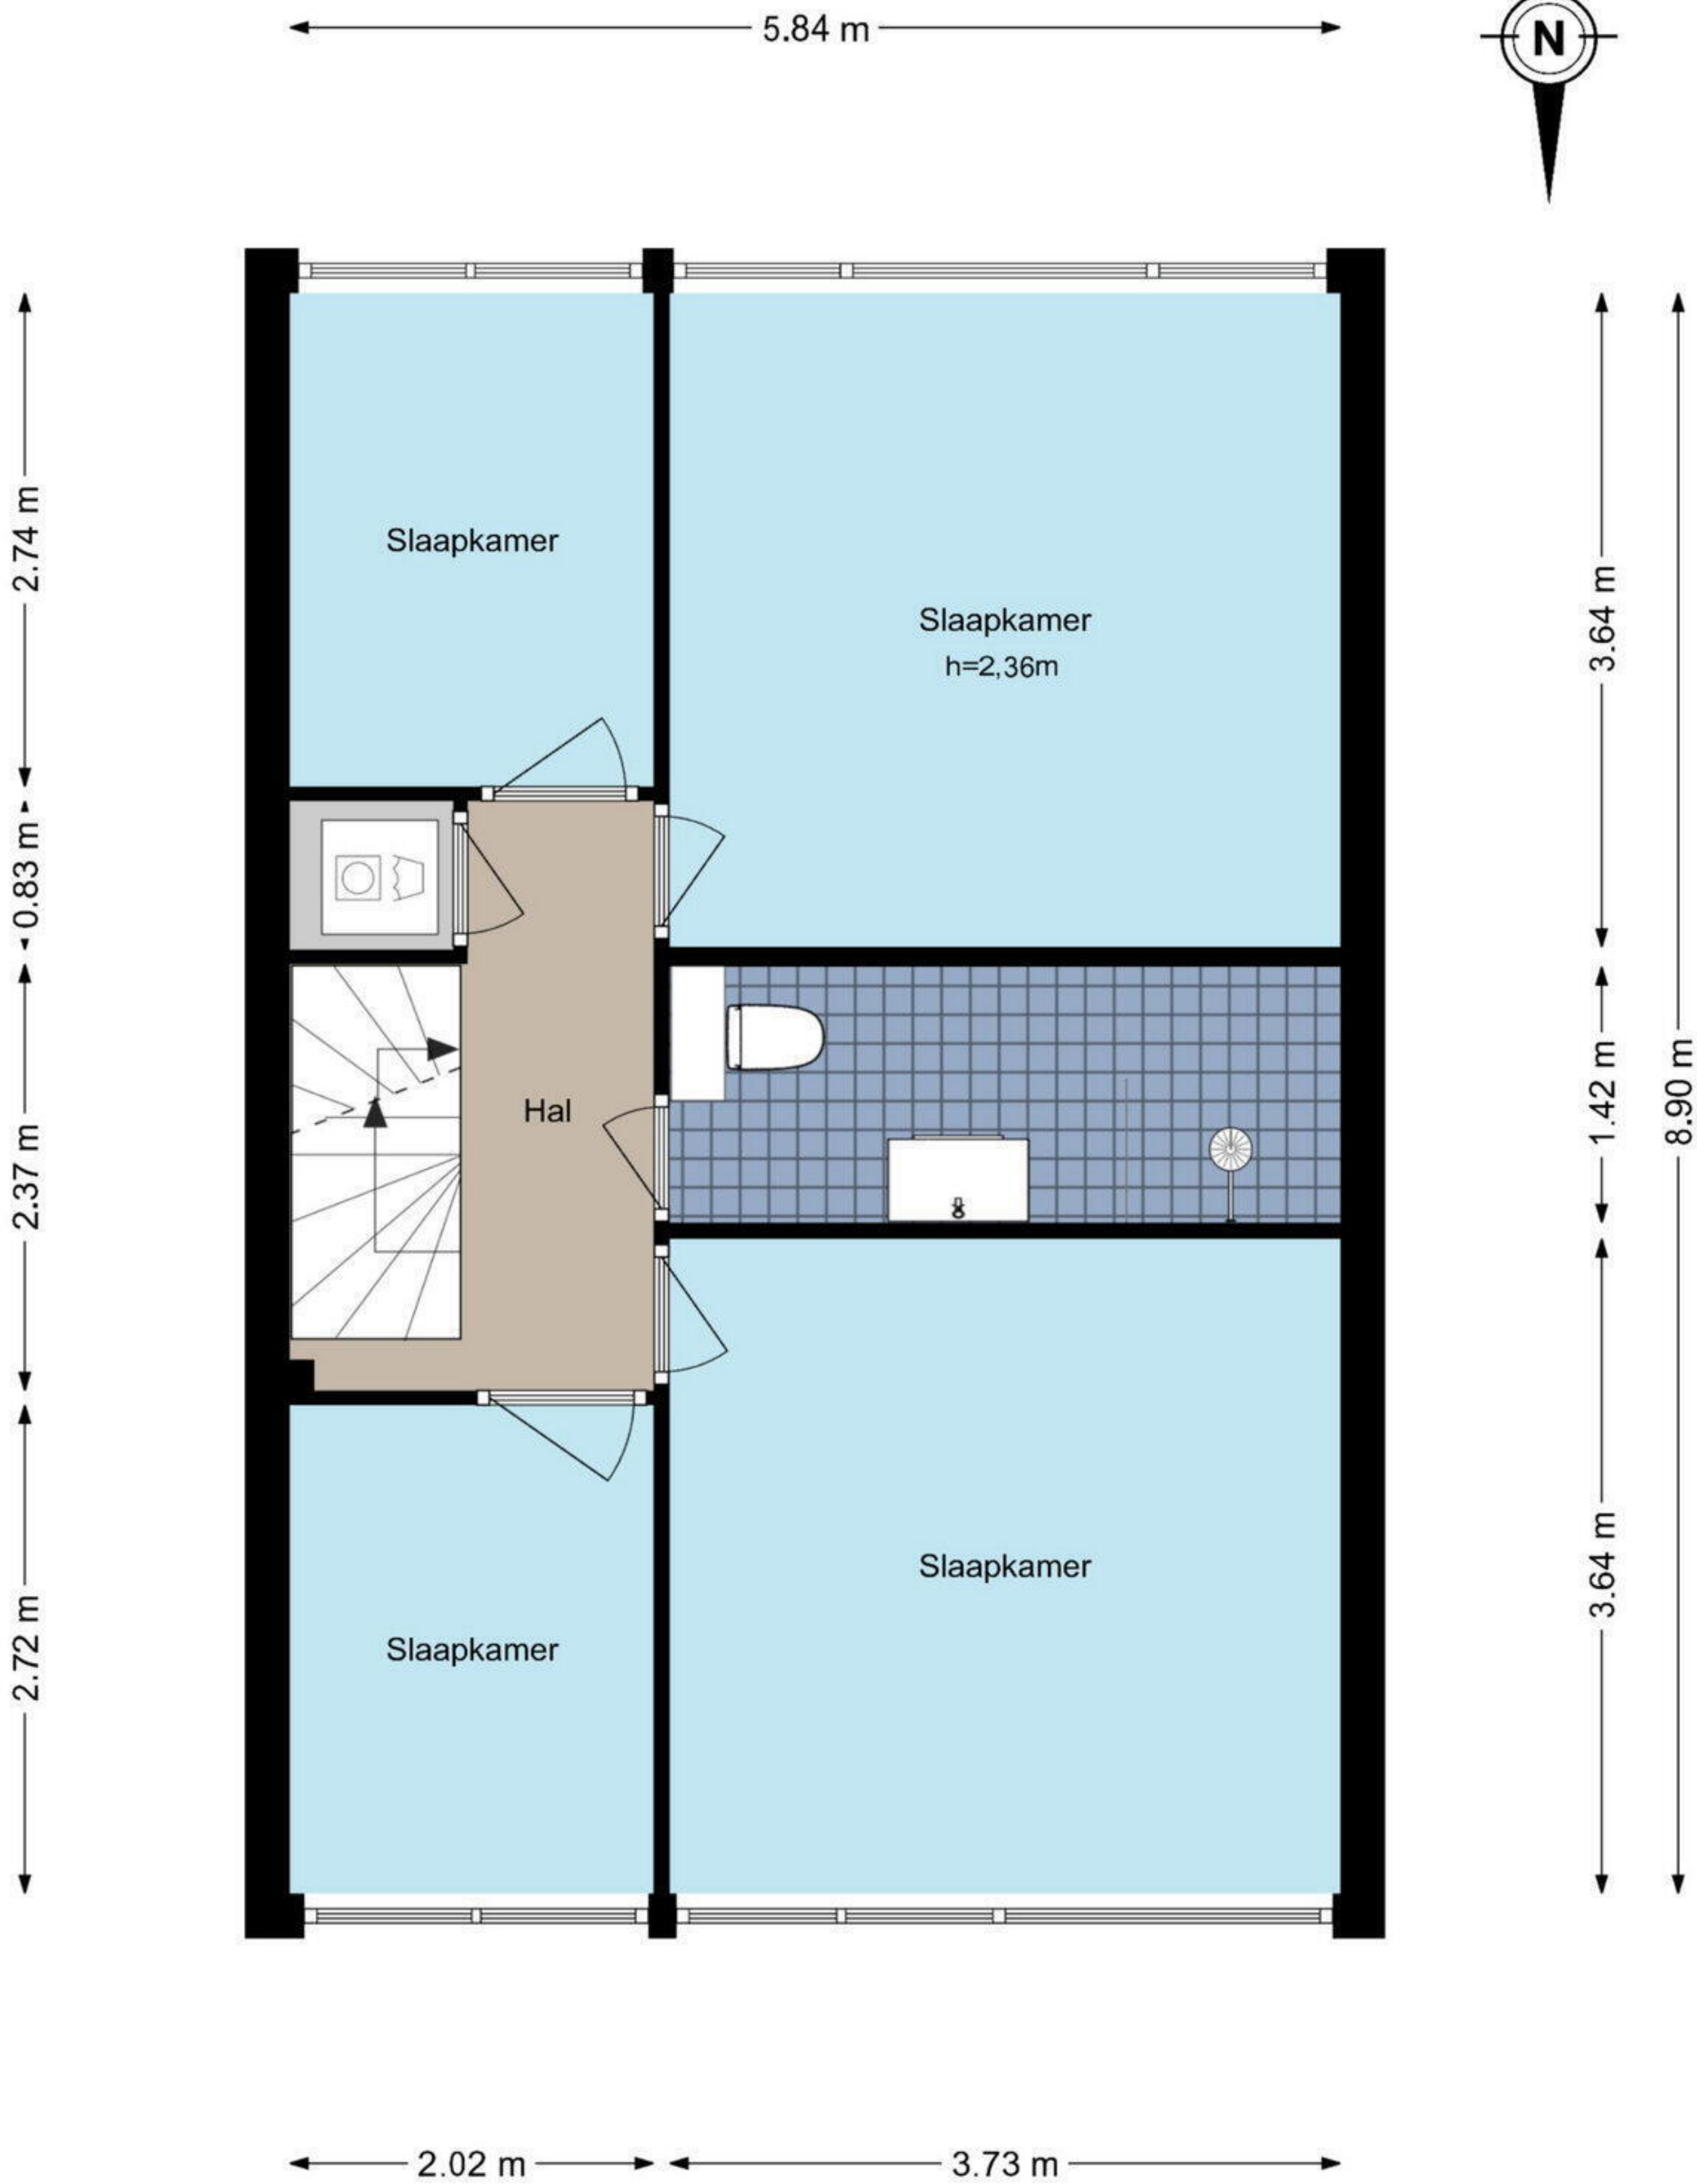 5.84 m
N
2.74 m
Slaapkamer
Slaapkamer
h=2,36m
3.64 m
0.83 m
Hal
2.37 m
1.42 m
8.90 m
Slaapkamer
Slaapkamer
3.64 m
2.72 m
2.02 m
3.73 m